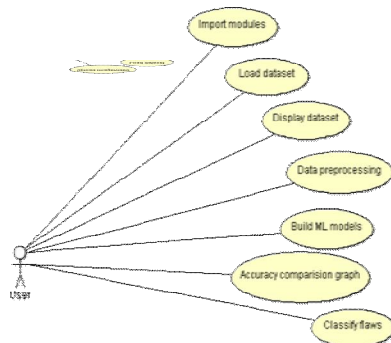 Import modules
Load dataset
Display dataset
Data preprocessing
Build ML models
Accuracy comparision graph
Classify flaws
User